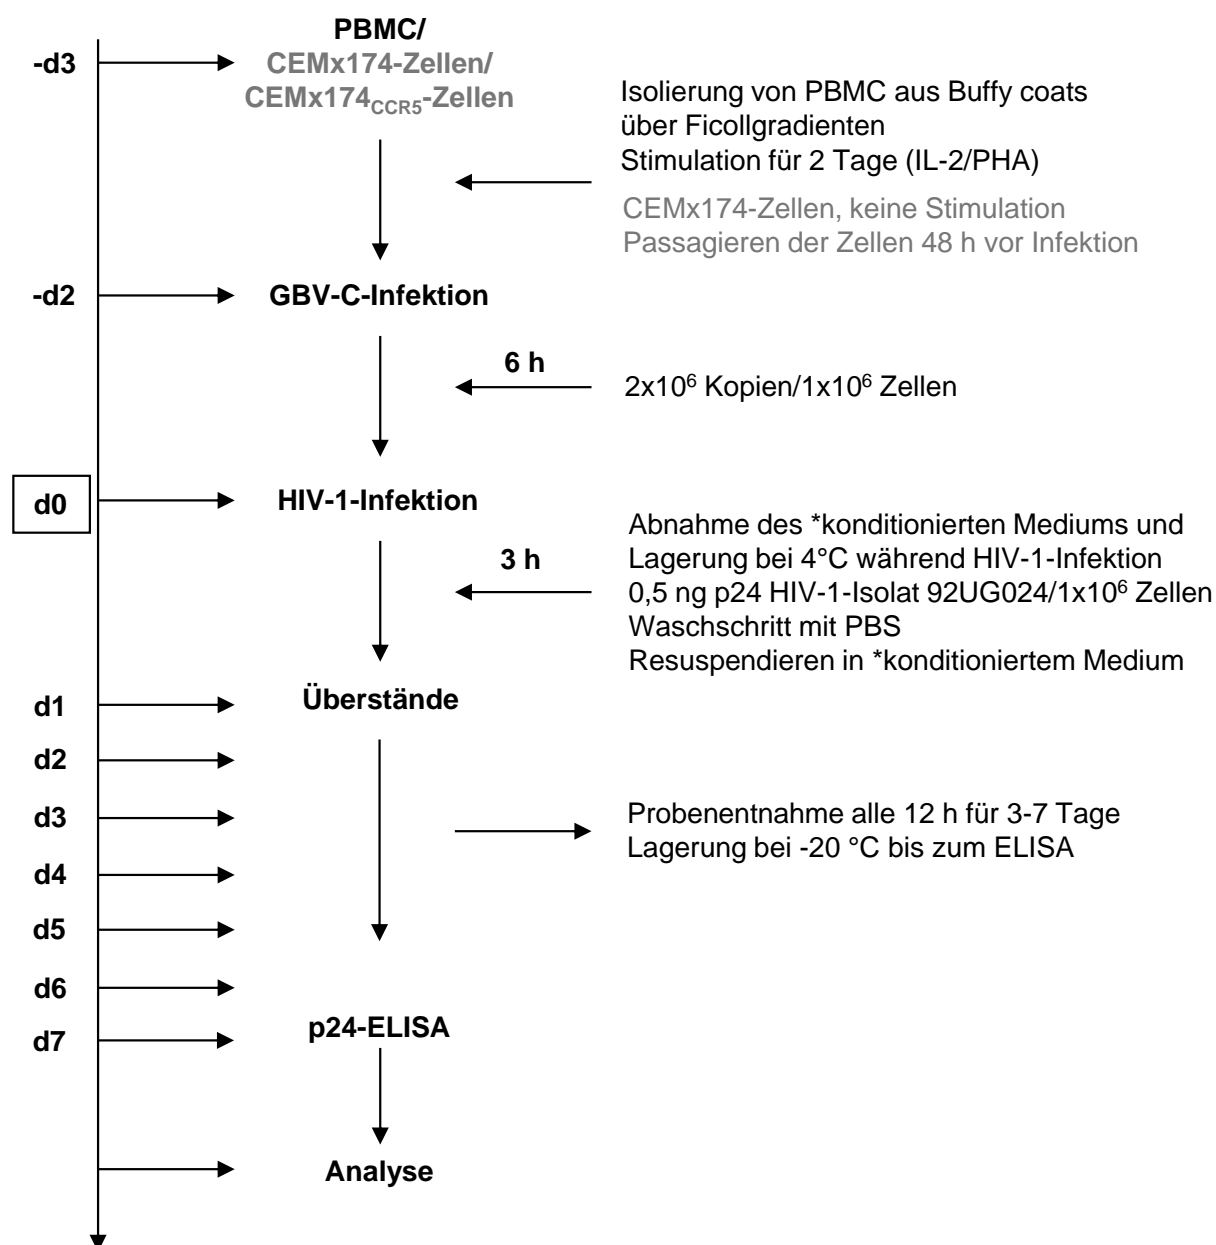 PBMC/
-d3
CEMx174-Zellen/
CEMx174CCR5-Zellen
Isolierung von PBMC aus Buffy coats
über Ficollgradienten
Stimulation für 2 Tage (IL-2/PHA)
CEMx174-Zellen, keine Stimulation
Passagieren der Zellen 48 h vor Infektion
-d2
GBV-C-Infektion
6 h
2x10⁶ Kopien/1x10⁶ Zellen
d0
HIV-1-Infektion
3 h
Abnahme des *konditionierten Mediums und
Lagerung bei 4°C während HIV-1-Infektion
0,5 ng p24 HIV-1-Isolat 92UG024/1x10⁶ Zellen
Waschschritt mit PBS
Resuspendieren in *konditioniertem Medium
d1
Überstände
d2
d3
Probenentnahme alle 12 h für 3-7 Tage
Lagerung bei -20 °C bis zum ELISA
d4
d5
d6
d7
p24-ELISA
Analyse